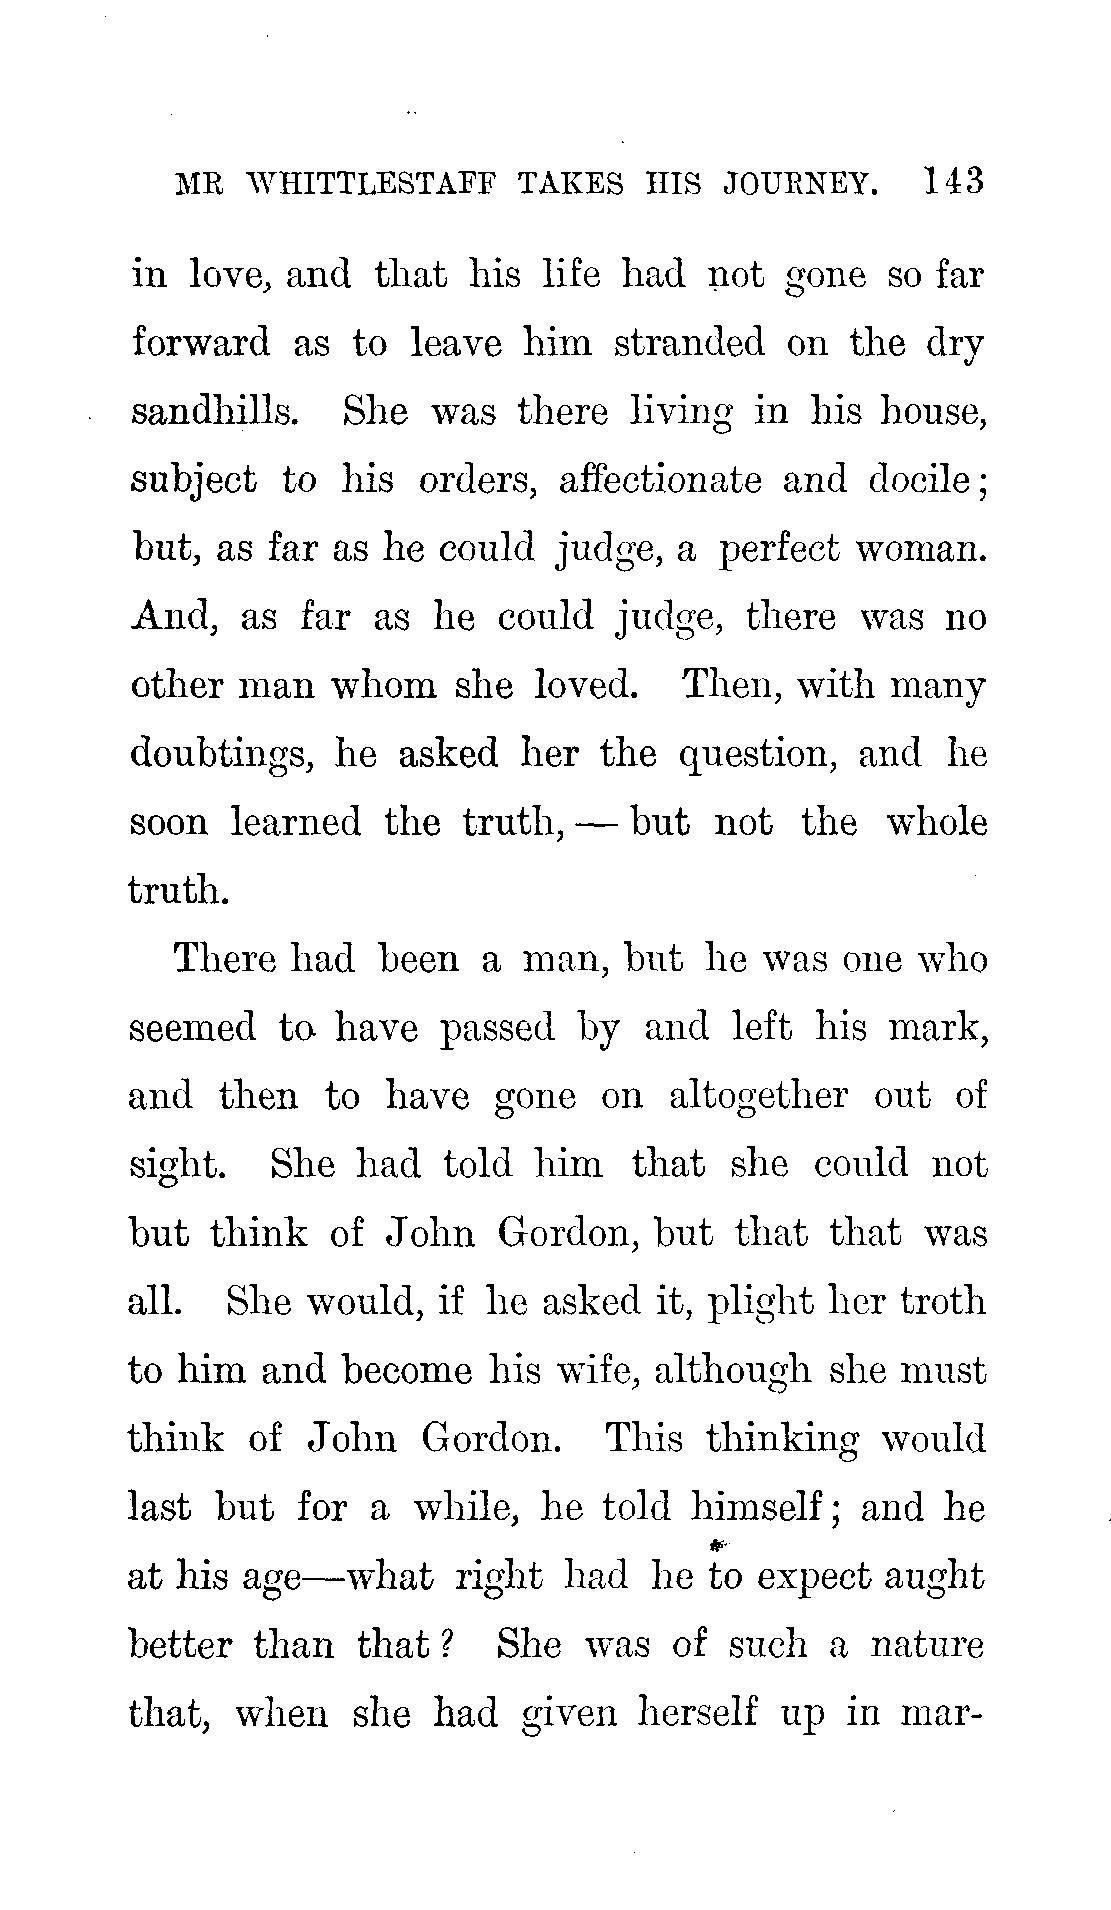 MR WHITTLESTAFF TAKES HIS JOURNEY. 143
in love, and that his life had not gone so far
forward as to leave him stranded on the dry
sandhills. She was there living in his house,
subject to his orders, affectionate and docile;
but, as far as he could judge, a perfect woman.
And, as far as he could judge, there was no
other man whom she loved. Then, with many
doubtings, he asked her the question, and he
soon learned the truth, — but not the whole
truth.
There had been a man, but he was one who
seemed to have passed by and left his mark,
and then to have gone on altogether out of
sight. She had told him that she could not
but think of John Gordon, but that that was
all. She would, if he asked it, plight her troth
to him and become his wife, although she must
think of John Gordon. This thinking would
last but for a while, he told himself; and he
at his age—what right had he to expect aught
better than that? She was of such a nature
that, when she had given herself up in mar-